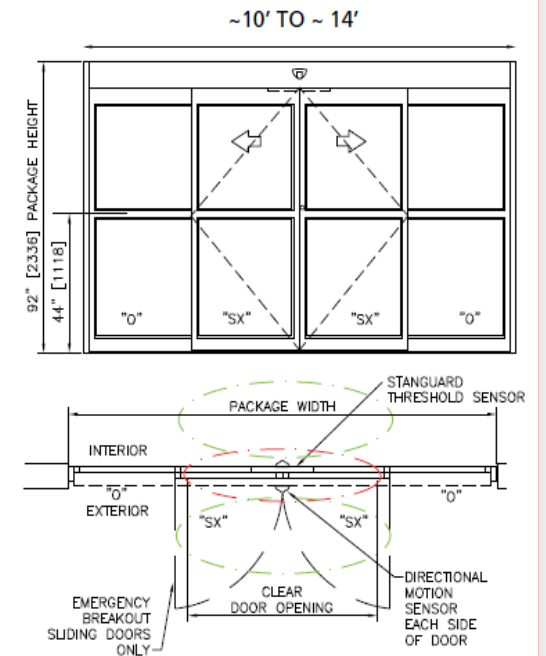 ~10' TO ~ 14'
92" [2336] PACKAGE HEIGHT
44" [1118]
"O"
"SX"
"SX"
"O"
STANGUARD
THRESHOLD SENSOR
PACKAGE WIDTH
INTERIOR
"O"
EXTERIOR
"SX"
"SX"
"O"
EMERGENCY
BREAKOUT
SLIDING DOORS
ONLY
CLEAR
DOOR OPENING
DIRECTIONAL
MOTION
SENSOR
EACH SIDE
OF DOOR